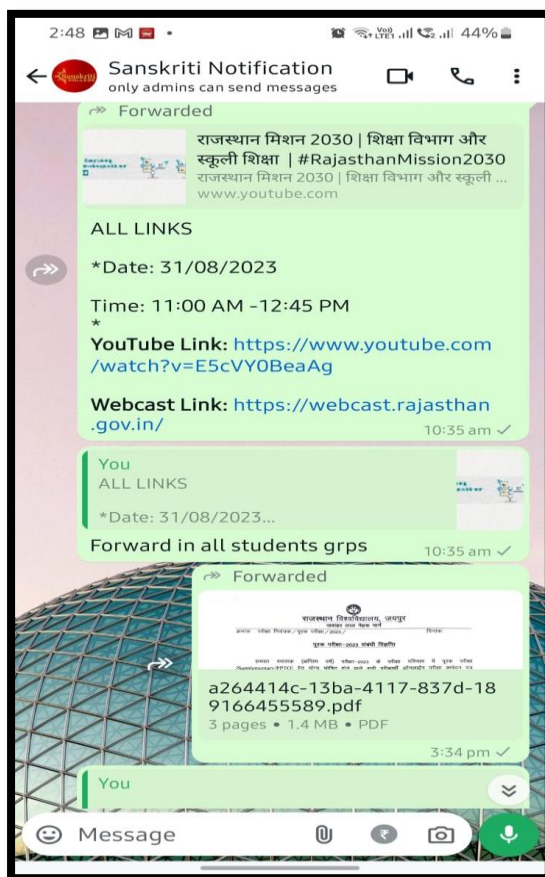 2:48
44%
Sanskriti
Sanskriti Notification
only admins can send messages
Forwarded
राजस्थान मिशन 2030 | शिक्षा विभाग और
स्कूली शिक्षा | #RajasthanMission2030
राजस्थान मिशन 2030 | शिक्षा विभाग और स्कूली ...
www.youtube.com
ALL LINKS
*Date: 31/08/2023
Time: 11:00 AM -12:45 PM
*
YouTube Link: https://www.youtube.com
/watch?v=E5cVY0BeaAg
Webcast Link: https://webcast.rajasthan
.gov.in/
10:35 am
You
ALL LINKS
*Date: 31/08/2023...
Forward in all students grps
10:35 am
Forwarded
राजस्थान विश्वविद्यालय, जयपुर
पूरक परीक्षा-2023 संबंधी विज्ञप्ति
a264414c-13ba-4117-837d-18
9166455589.pdf
3 pages • 1.4 MB • PDF
3:34 pm
You
Message